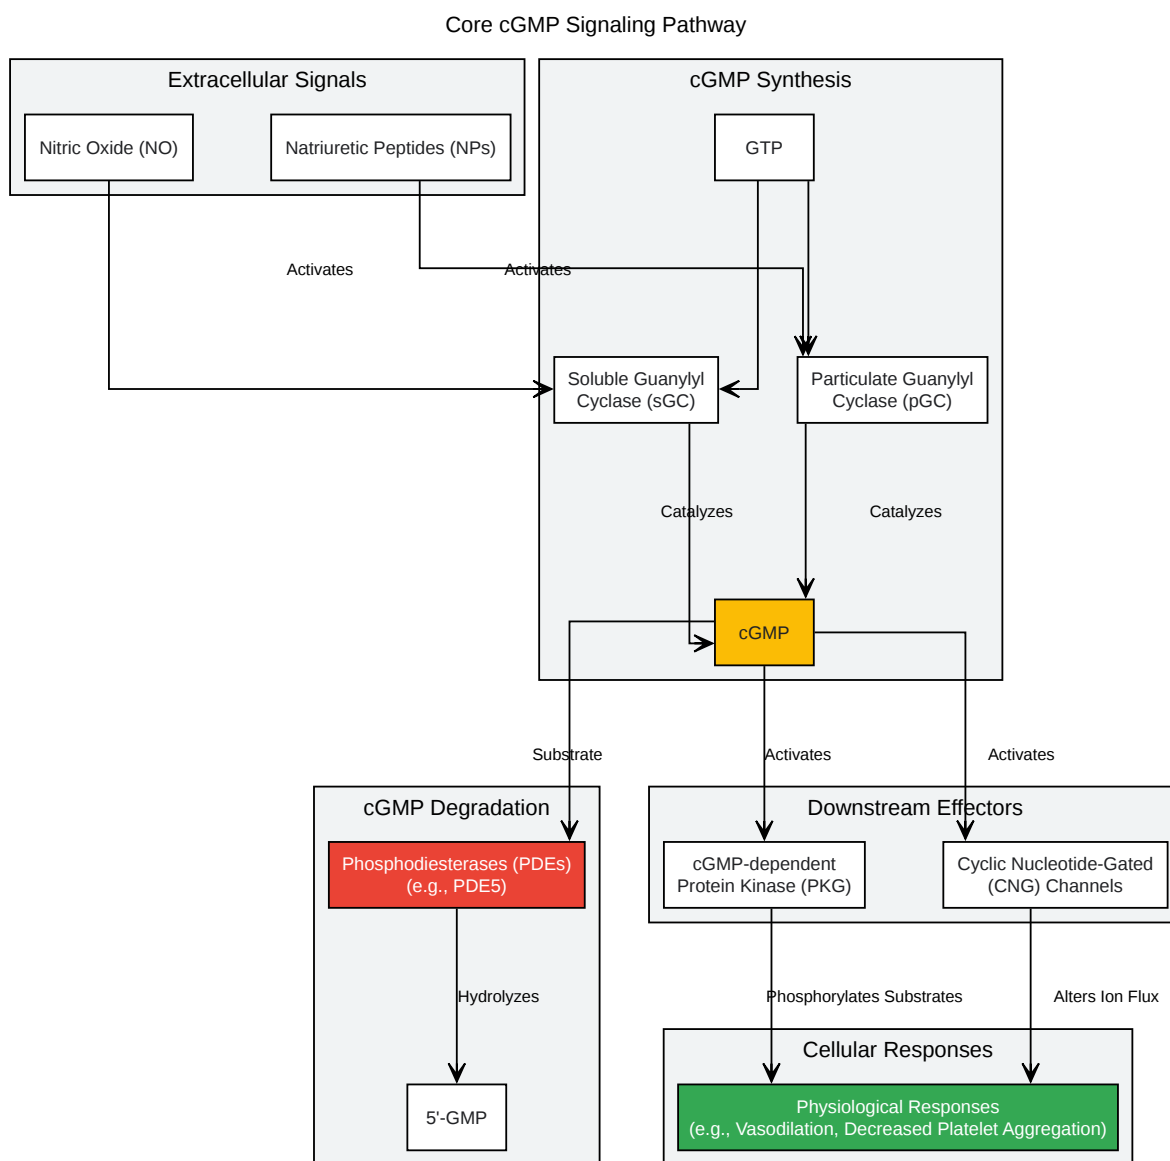 Core cGMP Signaling Pathway
Extracellular Signals
cGMP Synthesis
Nitric Oxide (NO)
Natriuretic Peptides (NPs)
GTP
Activates
Activates
Soluble Guanylyl
Cyclase (sGC)
Particulate Guanylyl
Cyclase (pGC)
Catalyzes
Catalyzes
cGMP
Substrate
Activates
Activates
cGMP Degradation
Downstream Effectors
Phosphodiesterases (PDEs)
(e.g., PDE5)
cGMP-dependent
Protein Kinase (PKG)
Cyclic Nucleotide-Gated
(CNG) Channels
Hydrolyzes
Phosphorylates Substrates
Alters Ion Flux
Cellular Responses
5'-GMP
Physiological Responses
(e.g., Vasodilation, Decreased Platelet Aggregation)